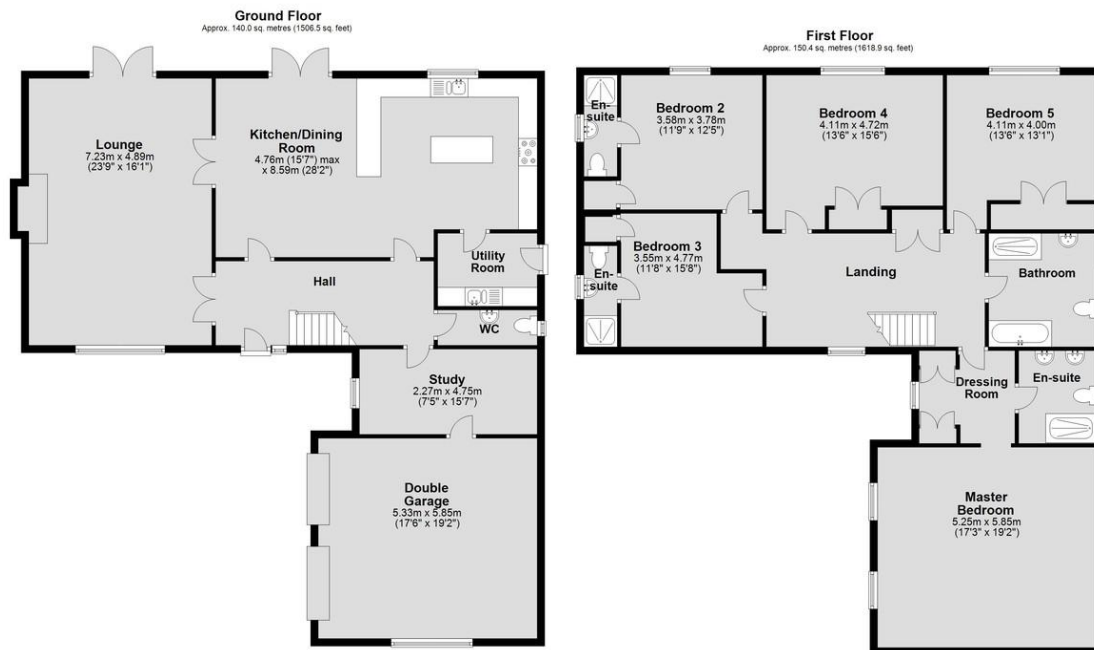 Ground Floor
Approx. 140.0 sq. metres (1506.5 sq. feet)
Lounge
7.23m x 4.89m
(23'9" x 16'1")
Kitchen/Dining
Room
4.76m (15'7") max
x 8.59m (28'2")
Utility
Room
Hall
WC
Study
2.27m x 4.75m
(7'5" x 15'7")
Double
Garage
5.33m x 5.85m
(17'6" x 19'2")
First Floor
Approx. 150.4 sq. metres (1618.9 sq. feet)
En-
suite
Bedroom 2
3.58m x 3.78m
(11'9" x 12'5")
Bedroom 4
4.11m x 4.72m
(13'6" x 15'6")
Bedroom 5
4.11m x 4.00m
(13'6" x 13'1")
Bedroom 3
3.55m x 4.77m
(11'8" x 15'8")
En-
suite
Landing
Bathroom
Dressing
Room
En-suite
Master
Bedroom
5.25m x 5.85m
(17'3" x 19'2")